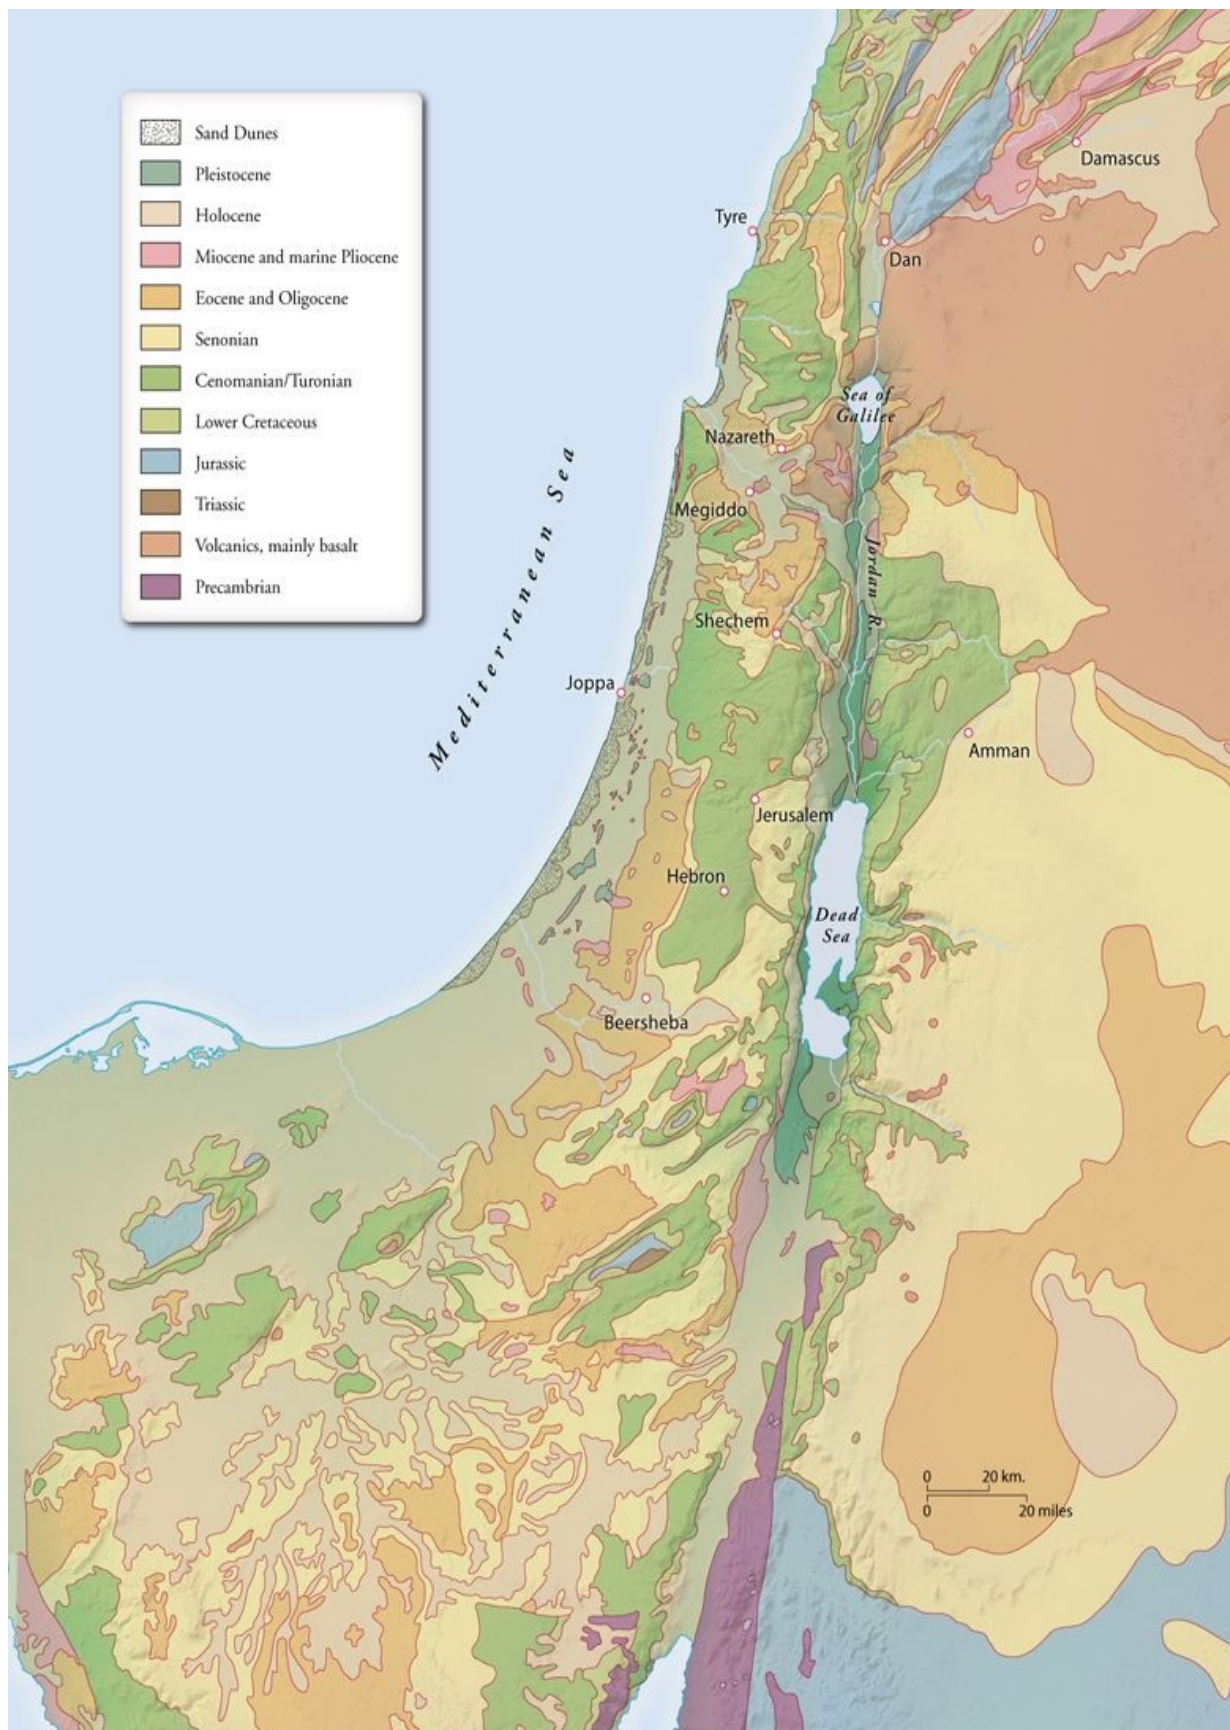 Sand Dunes
Pleistocene
Holocene
Miocene and marine Pliocene
Eocene and Oligocene
Senonian
Cenomanian/Turonian
Lower Cretaceous
Jurassic
Triassic
Volcanics, mainly basalt
Precambrian
Damascus
Tyre
Dan
Sea of
Galilee
Nazareth
Megiddo
Mediterranean Sea
Jordan R.
Shechem
Joppa
Amman
Jerusalem
Hebron
Dead
Sea
Beersheba
0 20 km.
0 20 miles